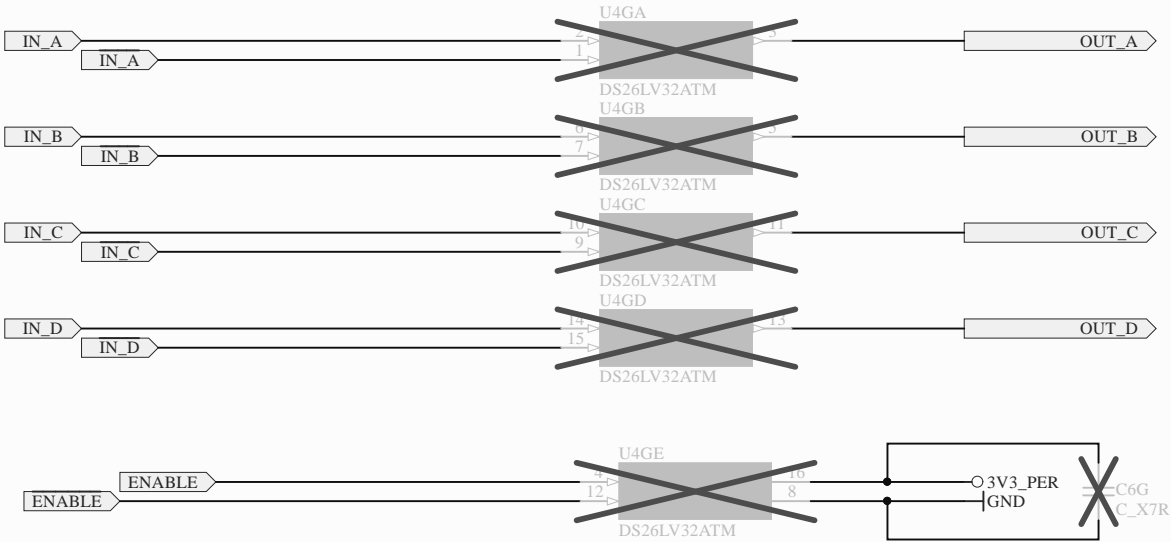 U4GA
IN_A 2 3 OUT_A
IN_A 1
DS26LV32ATM
U4GB
IN_B 6 5 OUT_B
IN_B 7
DS26LV32ATM
U4GC
IN_C 10 11 OUT_C
IN_C 9
DS26LV32ATM
U4GD
IN_D 14 13 OUT_D
IN_D 15
DS26LV32ATM
U4GE
ENABLE 4 16 3V3_PER C6G
ENABLE 12 8 GND C_X7R
DS26LV32ATM